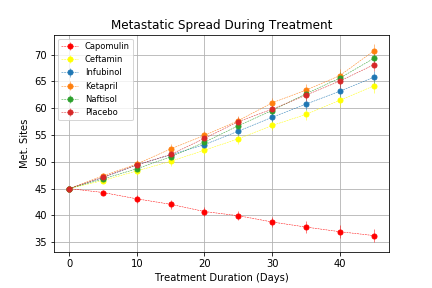 Metastatic Spread During Treatment
Capomulin
Ceftamin
Infubinol
Ketapril
Naftisol
Placebo
Met. Sites
70
65
60
55
50
45
40
35
0 10 20 30 40
Treatment Duration (Days)